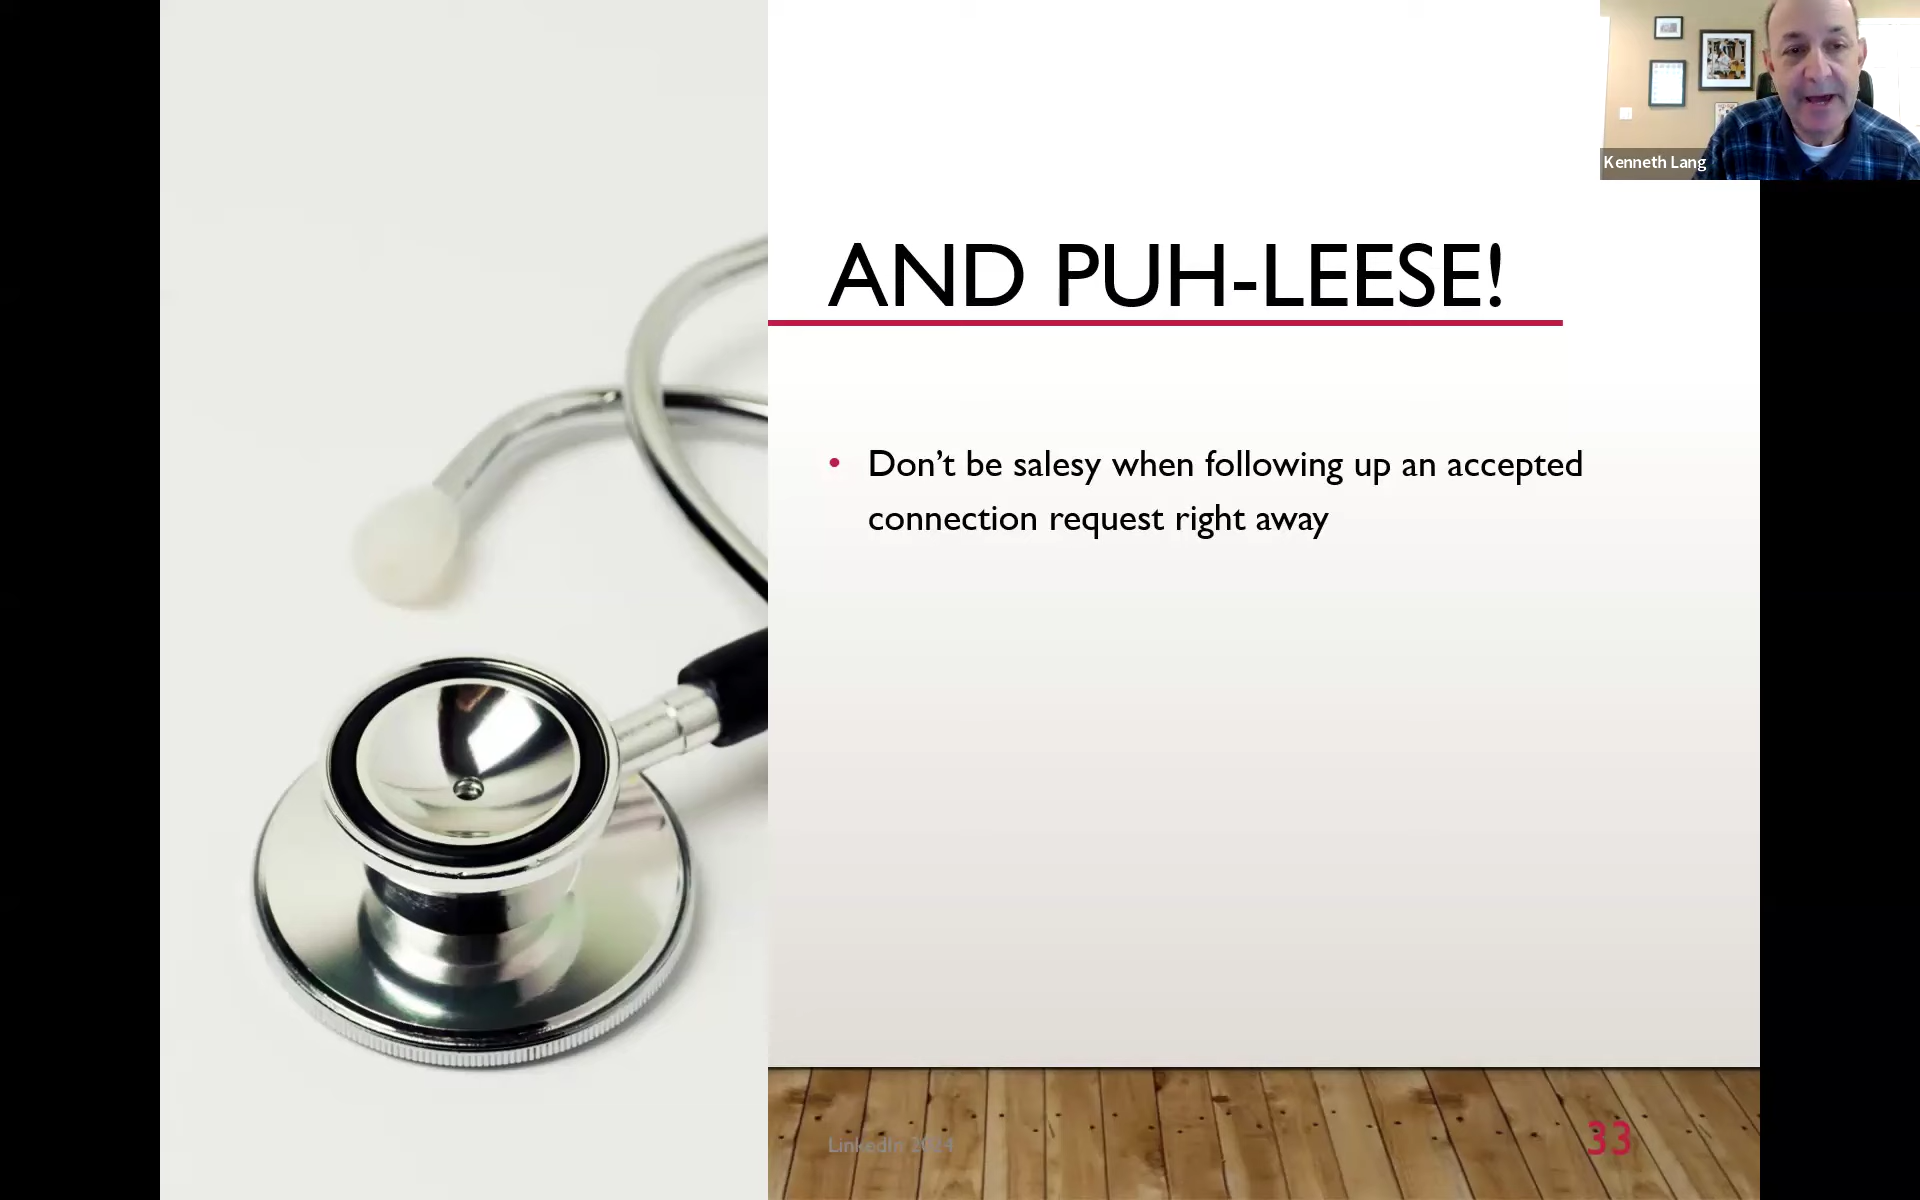 Kenneth Lang
AND PUH-LEESE!
• Don’t be salesy when following up an accepted
connection request right away
LinkedIn 2024
33